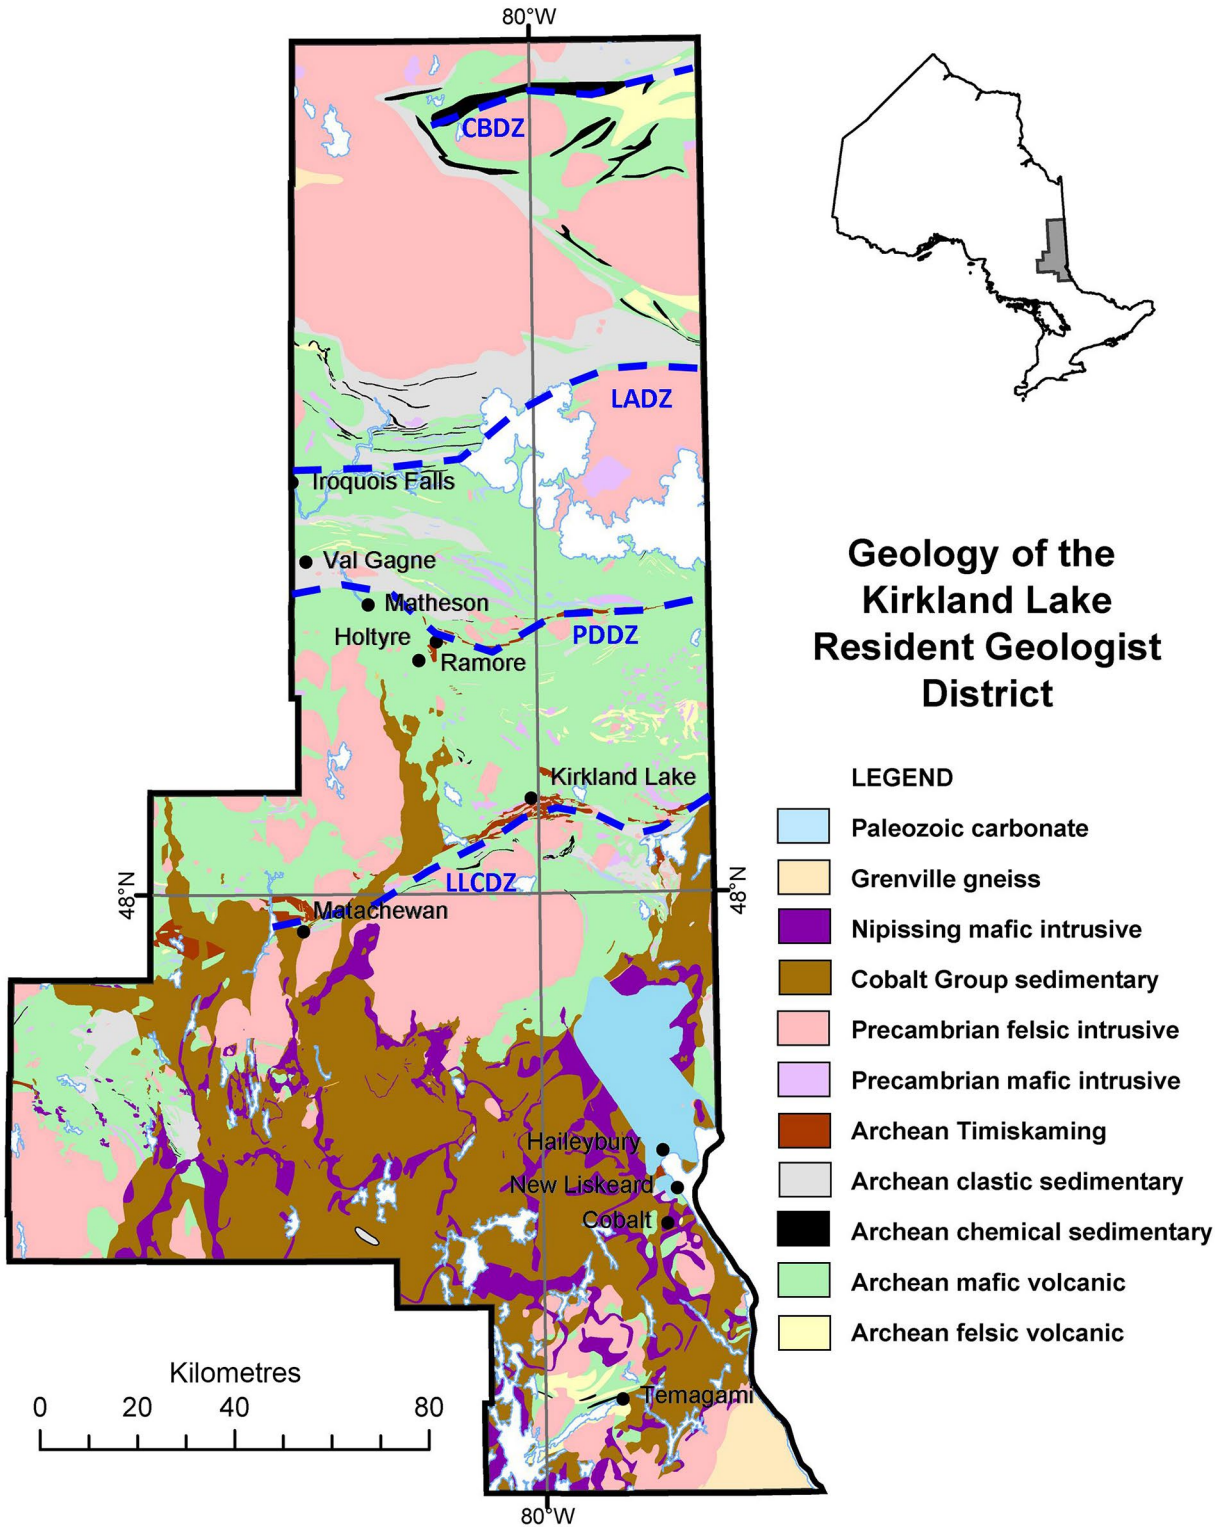 80°W
CBDZ
LADZ
Iroquois Falls
Val Gagne
Matheson
Holtyre
PDDZ
Ramore
Kirkland Lake
LLCDZ
48°N
48°N
Matachewan
Haileybury
New Liskeard
Cobalt
Temagami
80°W
Kilometres
0 20 40 80
Geology of the
Kirkland Lake
Resident Geologist
District
LEGEND
Paleozoic carbonate
Grenville gneiss
Nipissing mafic intrusive
Cobalt Group sedimentary
Precambrian felsic intrusive
Precambrian mafic intrusive
Archean Timiskaming
Archean clastic sedimentary
Archean chemical sedimentary
Archean mafic volcanic
Archean felsic volcanic